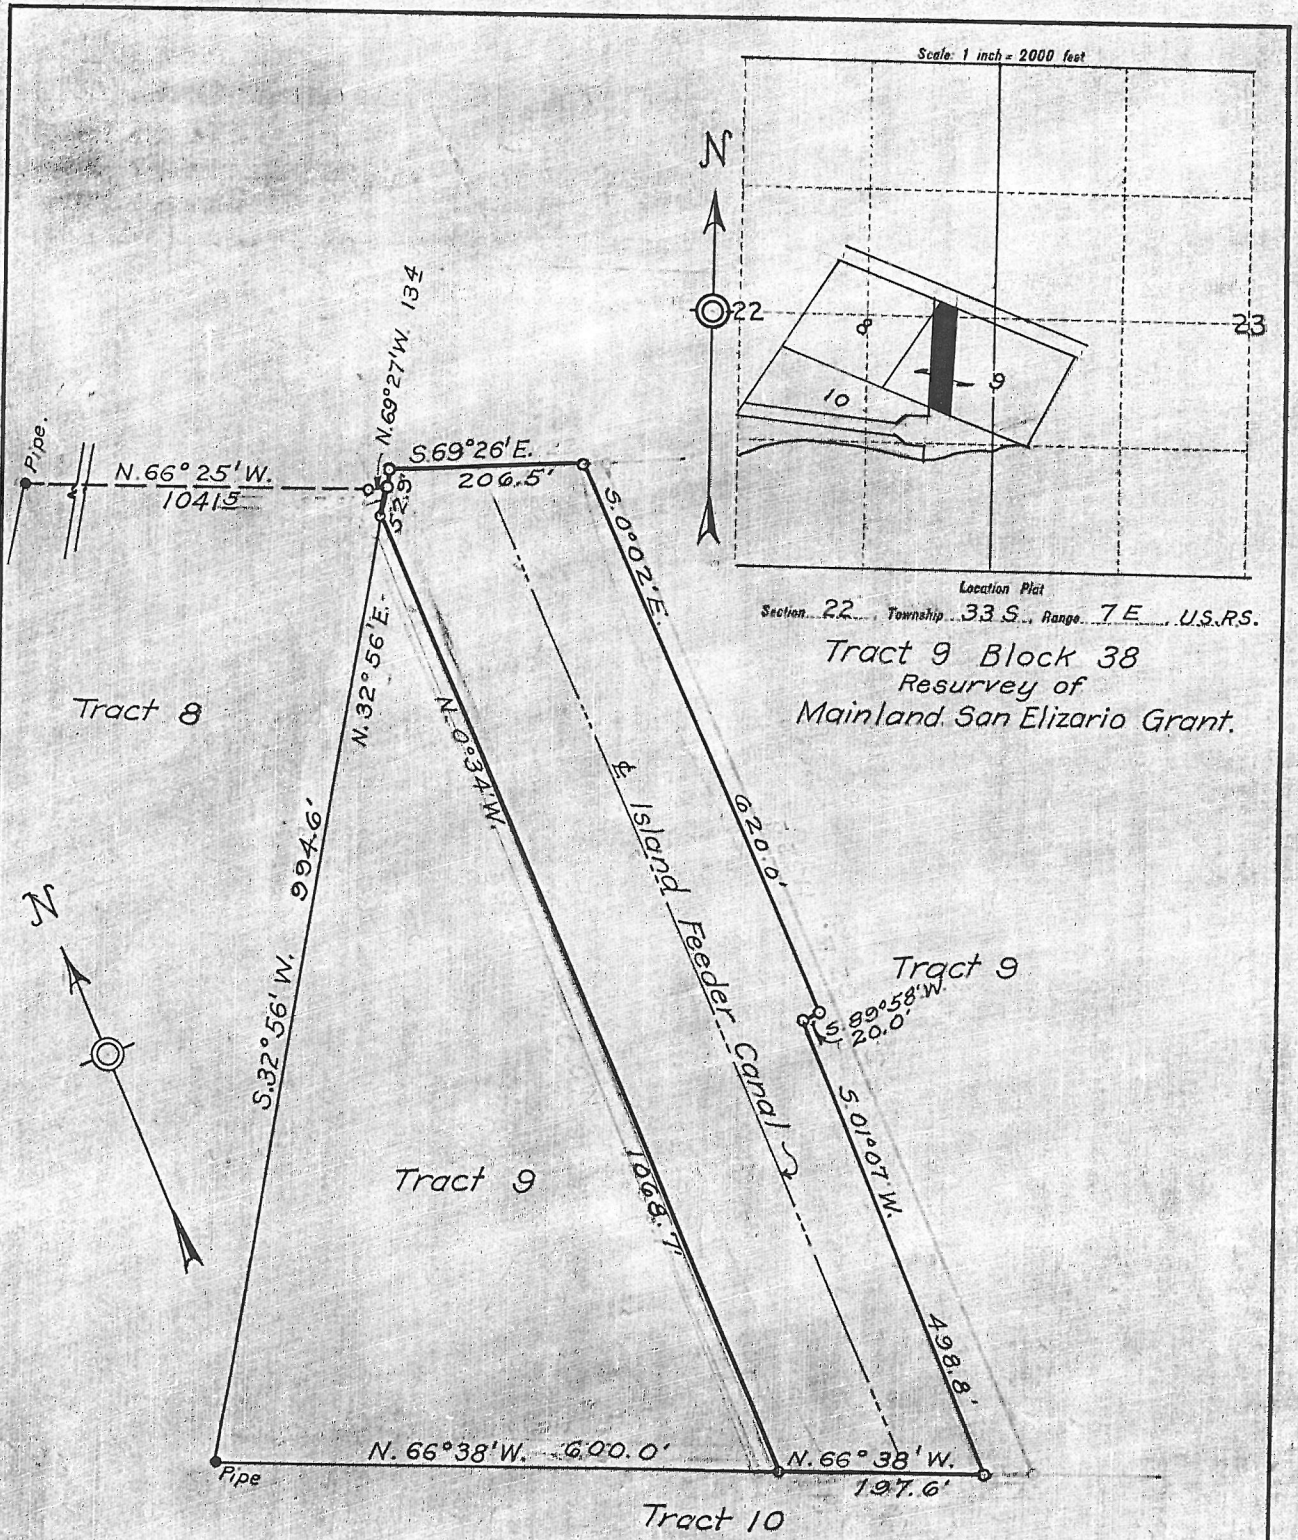 Scale: 1 inch = 2000 feet
N
22
23
8
9
10
Location Plat
Section 22, Township 33 S., Range 7 E., U.S.R.S.
Tract 9 Block 38
Resurvey of
Mainland San Elizario Grant.
N.69°27'W. 134
Pipe.
N. 66° 25' W.
1041.5
S.69°26'E.
206.5'
52.9'
S.0°02'E.
620.0'
N.32°56'E.
Tract 8
N. 0°34'W.
994.6'
S.32°56' W.
N
℄ Island Feeder Canal
Tract 9
S.89°58'W.
20.0'
S.01°07'W.
498.8'
Tract 9
1068.7'
N. 66°38'W. 600.0'
Pipe
N. 66° 38' W.
197.6'
Tract 10